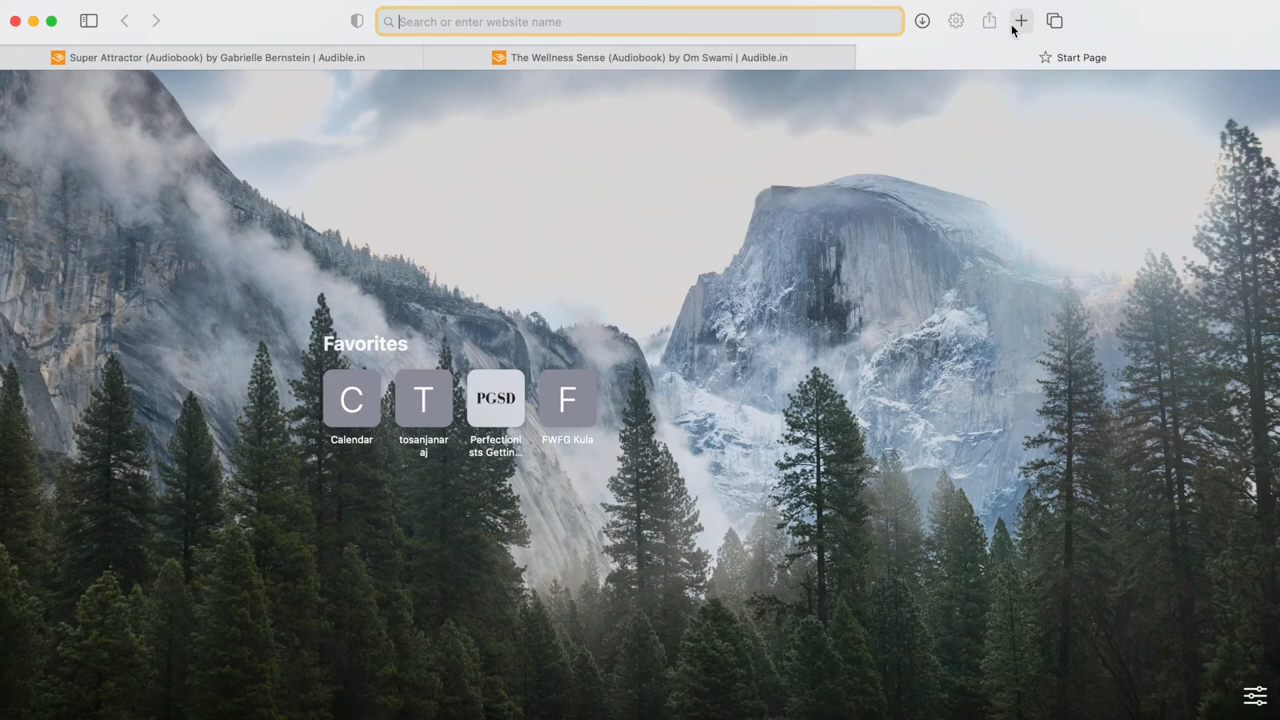 Search or enter website name
Super Attractor (Audiobook) by Gabrielle Bernstein | Audible.in
The Wellness Sense (Audiobook) by Om Swami | Audible.in
Start Page
Favorites
C
T
PGSD
F
Calendar
tosanjanar
aj
Perfectioni
sts Gettin...
FWFG Kula